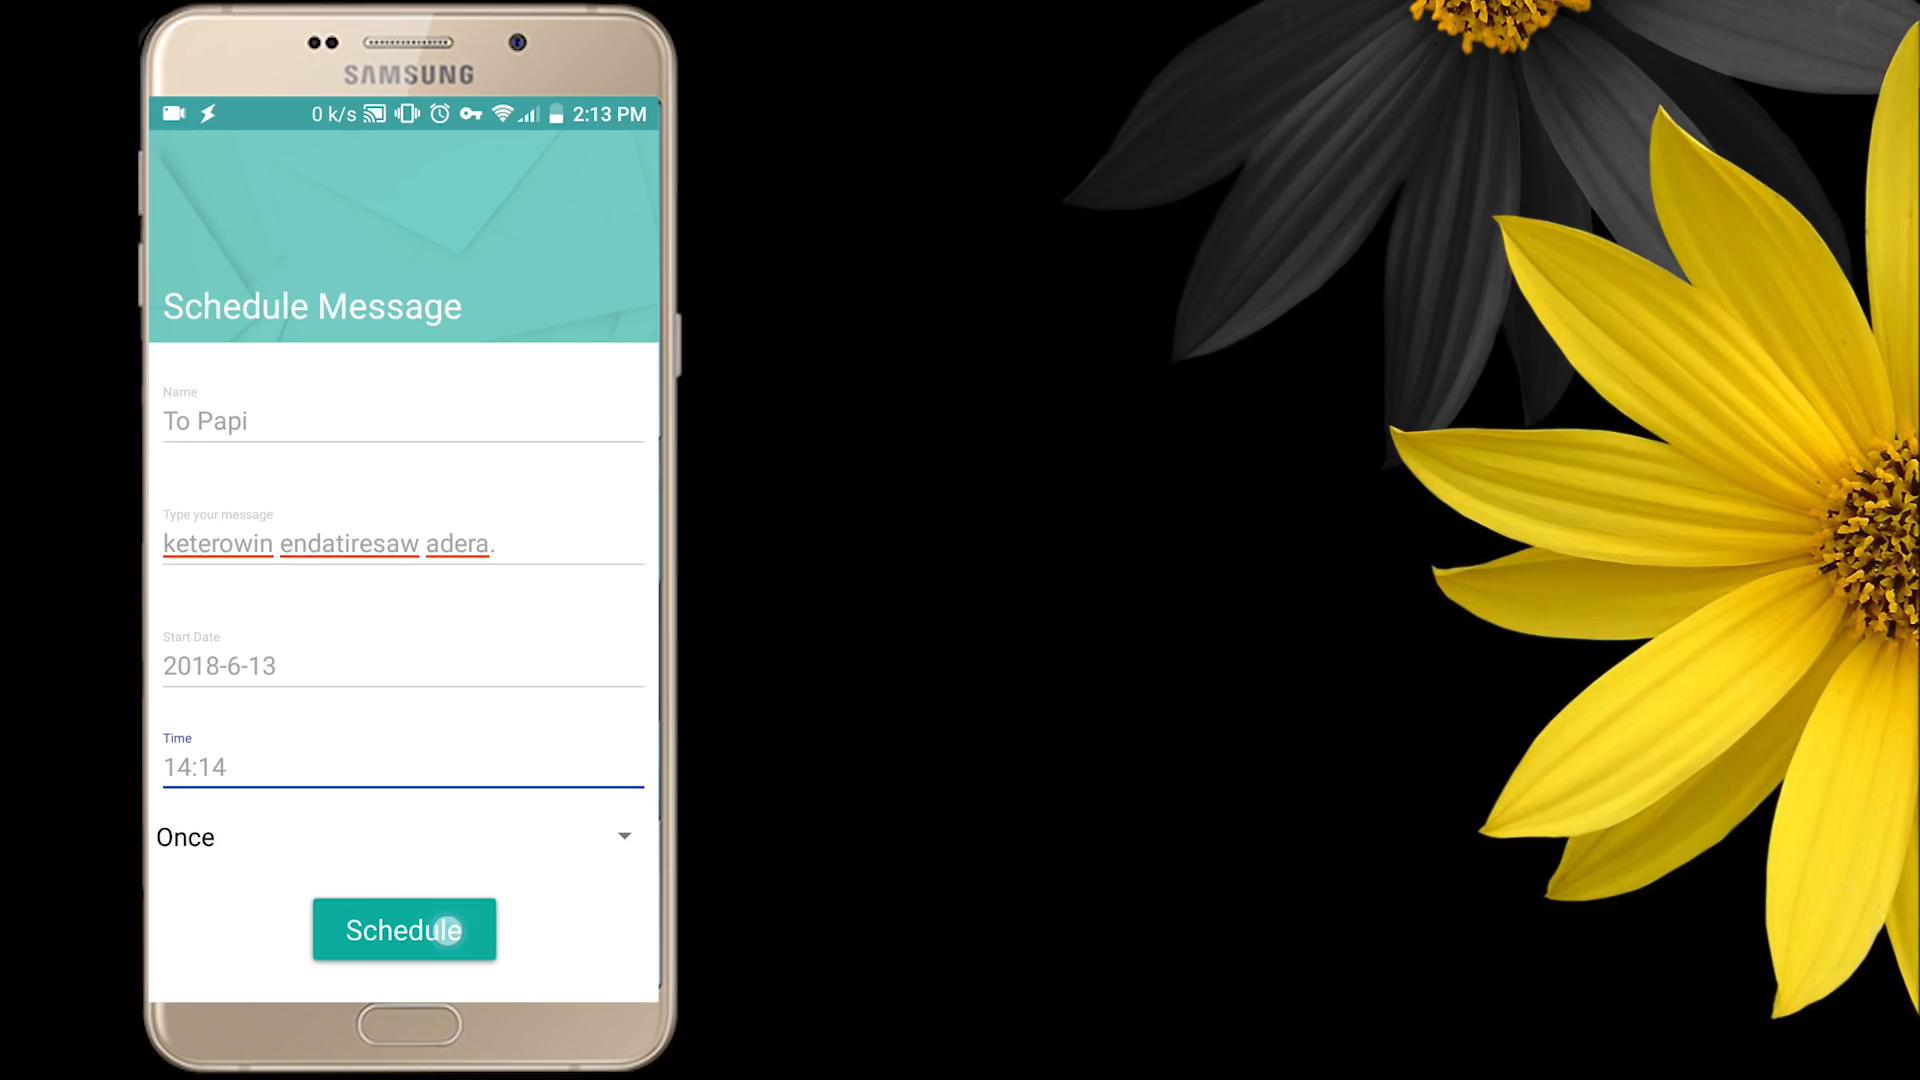 SAMSUNG
0 k/s 2:13 PM
Schedule Message
Name
To Papi
Type your message
keterowin endatiresaw adera.
Start Date
2018-6-13
Time
14:14
Once
Schedule